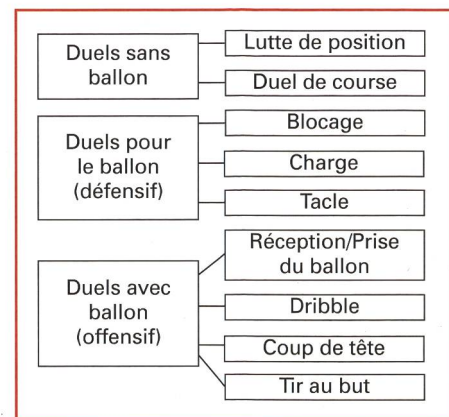 Duels sans
ballon
Lutte de position
Duel de course
Duels pour
le ballon
(défensif)
Blocage
Charge
Tacle
Duels avec
ballon
(offensif)
Réception/Prise
du ballon
Dribble
Coup de tête
Tir au but